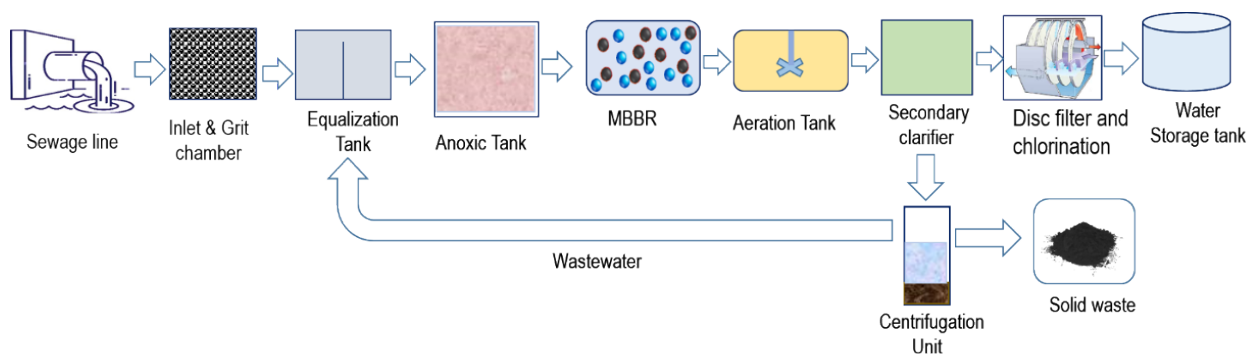 Sewage line
Inlet & Grit
chamber
Equalization
Tank
Anoxic Tank
MBBR
Aeration Tank
Secondary
clarifier
Disc filter and
chlorination
Water
Storage tank
Wastewater
Centrifugation
Unit
Solid waste